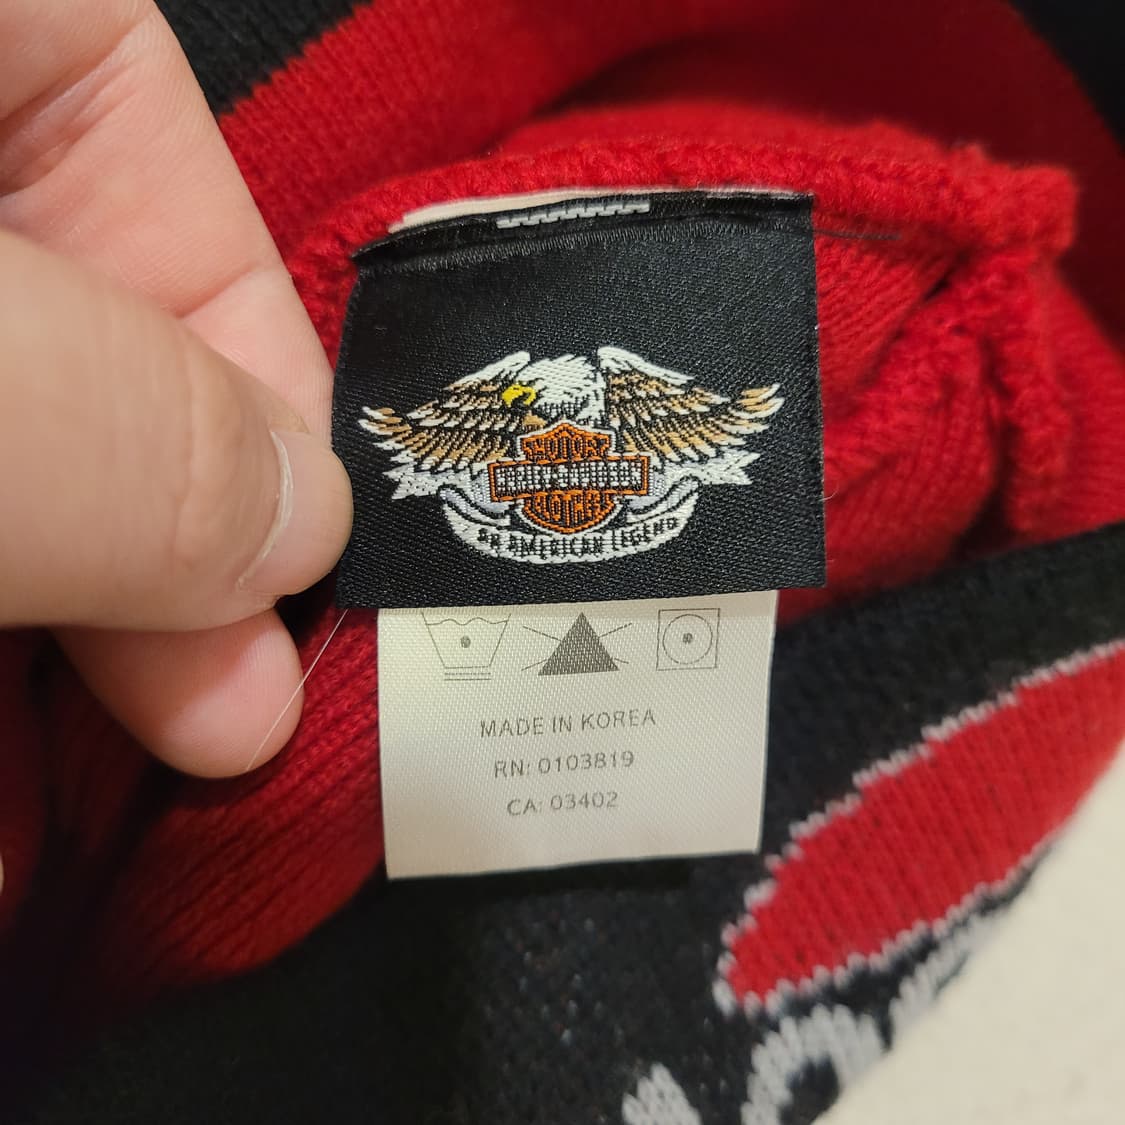 MOTOR
HARLEY-DAVIDSON
CYCLES
AN AMERICAN LEGEND
MADE IN KOREA
RN: 0103819
CA: 03402